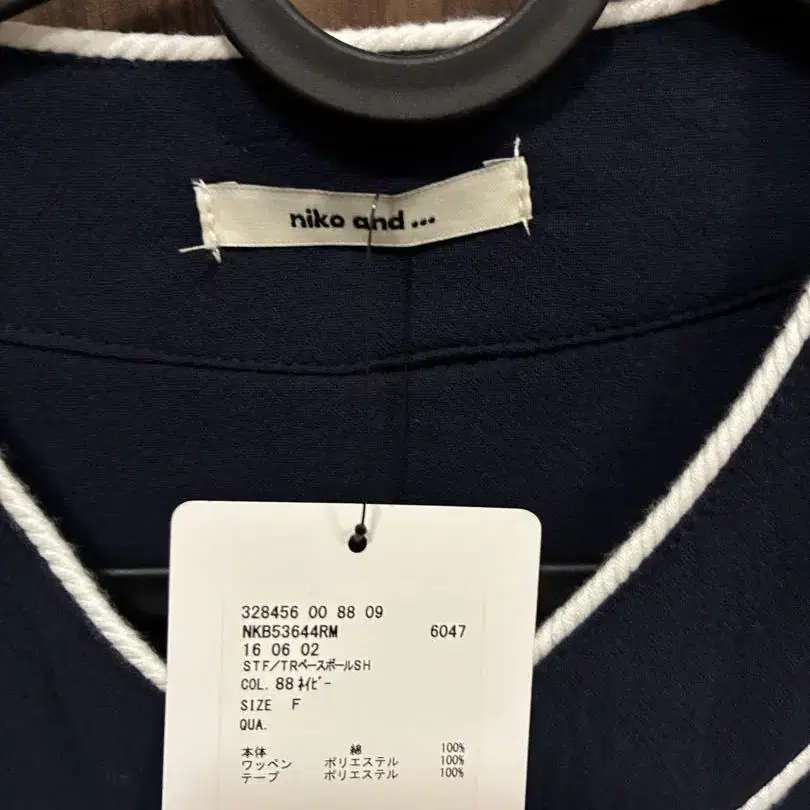 niko and ...
328456 00 88 09
NKB53644RM 6047
16 06 02
STF/TRベースボールSH
COL. 88 ﾈｲﾋﾞｰ
SIZE F
QUA.
本体 綿 100%
ワッペン ポリエステル 100%
テープ ポリエステル 100%